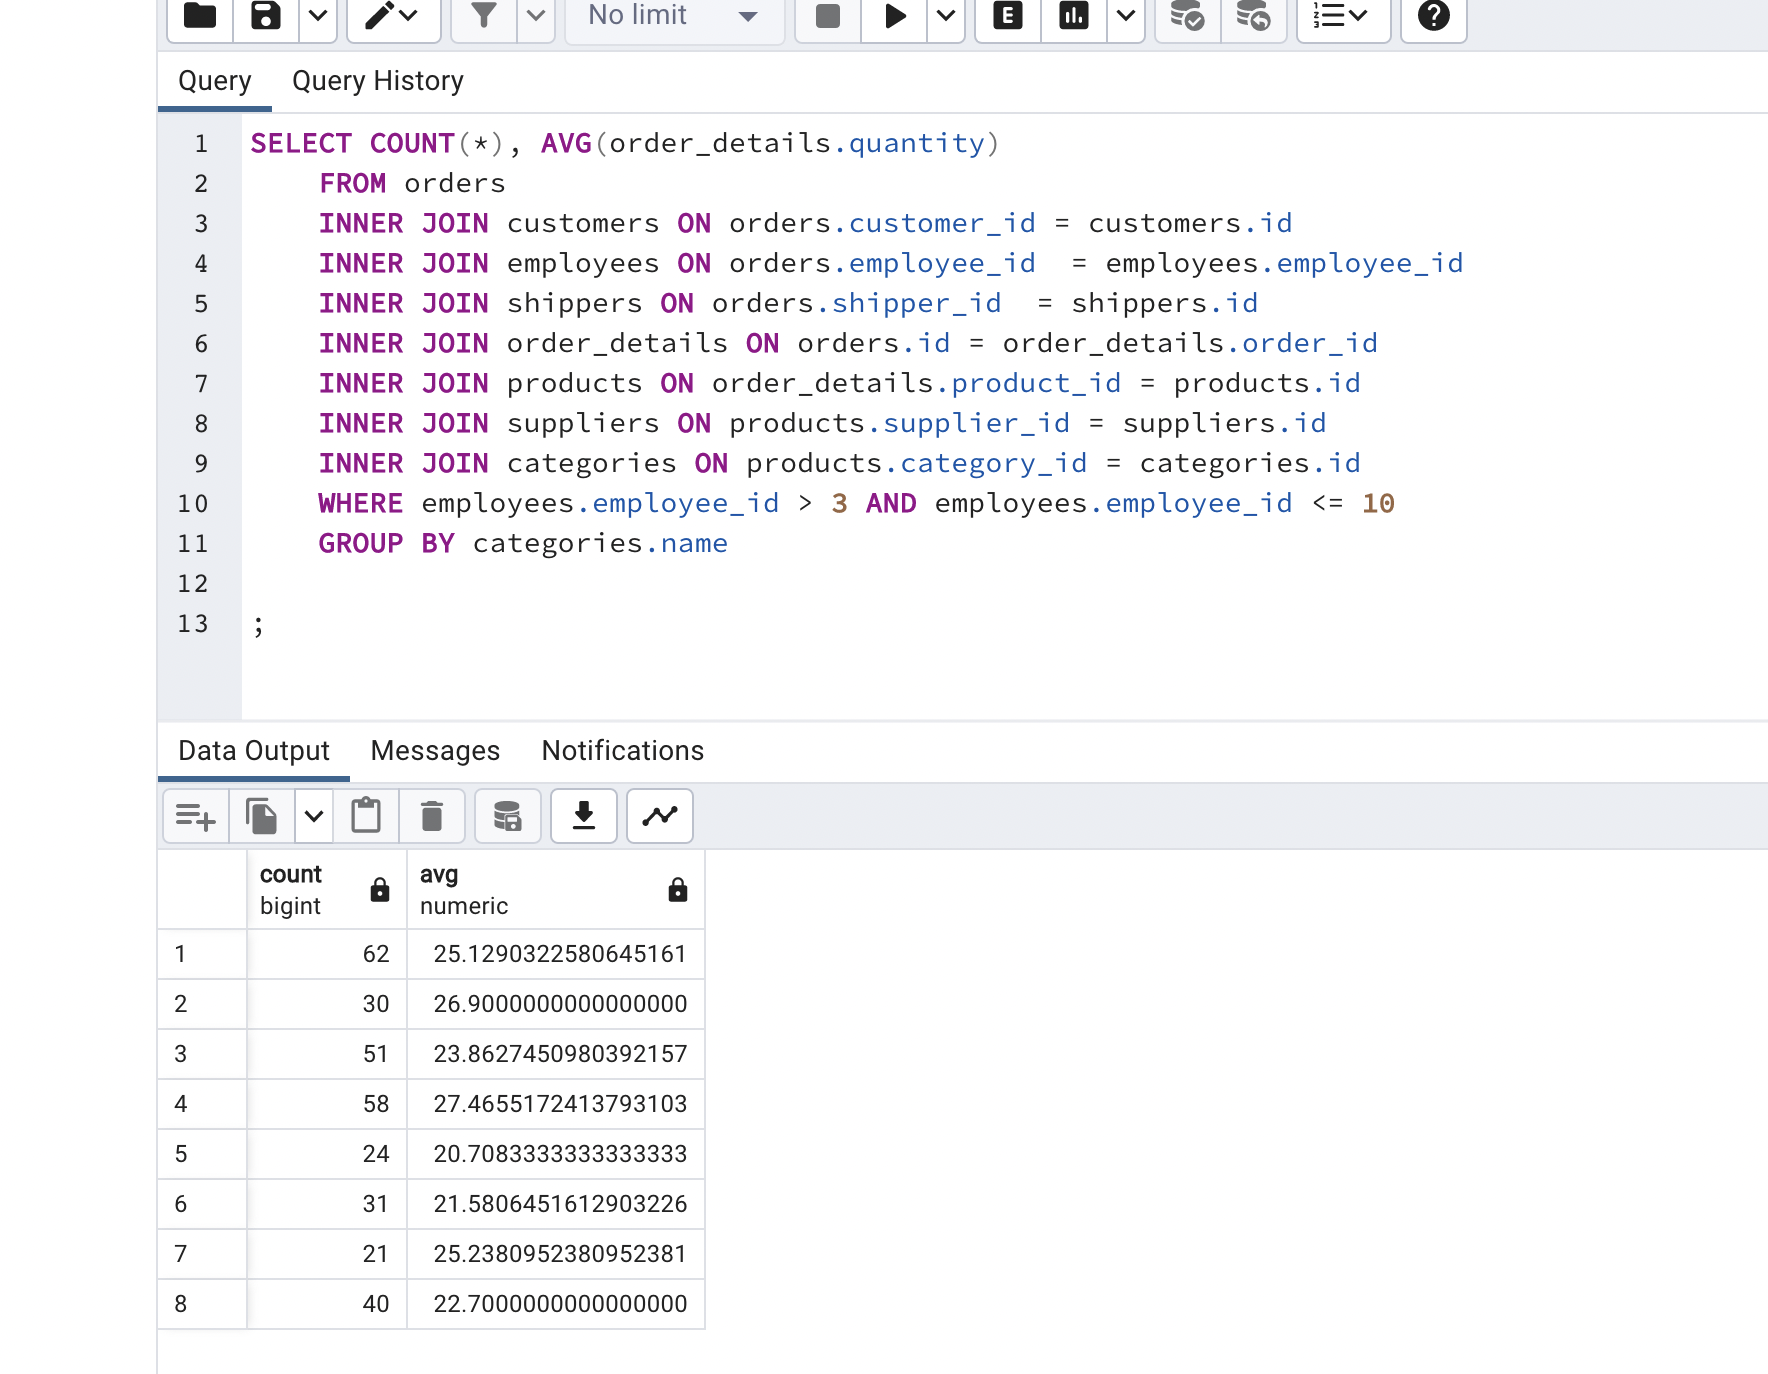 No limit
E
Query Query History
1 SELECT COUNT(*), AVG(order_details.quantity)
2 FROM orders
3 INNER JOIN customers ON orders.customer_id = customers.id
4 INNER JOIN employees ON orders.employee_id  = employees.employee_id
5 INNER JOIN shippers ON orders.shipper_id  = shippers.id
6 INNER JOIN order_details ON orders.id = order_details.order_id
7 INNER JOIN products ON order_details.product_id = products.id
8 INNER JOIN suppliers ON products.supplier_id = suppliers.id
9 INNER JOIN categories ON products.category_id = categories.id
10 WHERE employees.employee_id > 3 AND employees.employee_id <= 10
11 GROUP BY categories.name
12
13 ;
Data Output Messages Notifications
count avg
bigint numeric
1 62 25.1290322580645161
2 30 26.9000000000000000
3 51 23.8627450980392157
4 58 27.4655172413793103
5 24 20.7083333333333333
6 31 21.5806451612903226
7 21 25.2380952380952381
8 40 22.7000000000000000